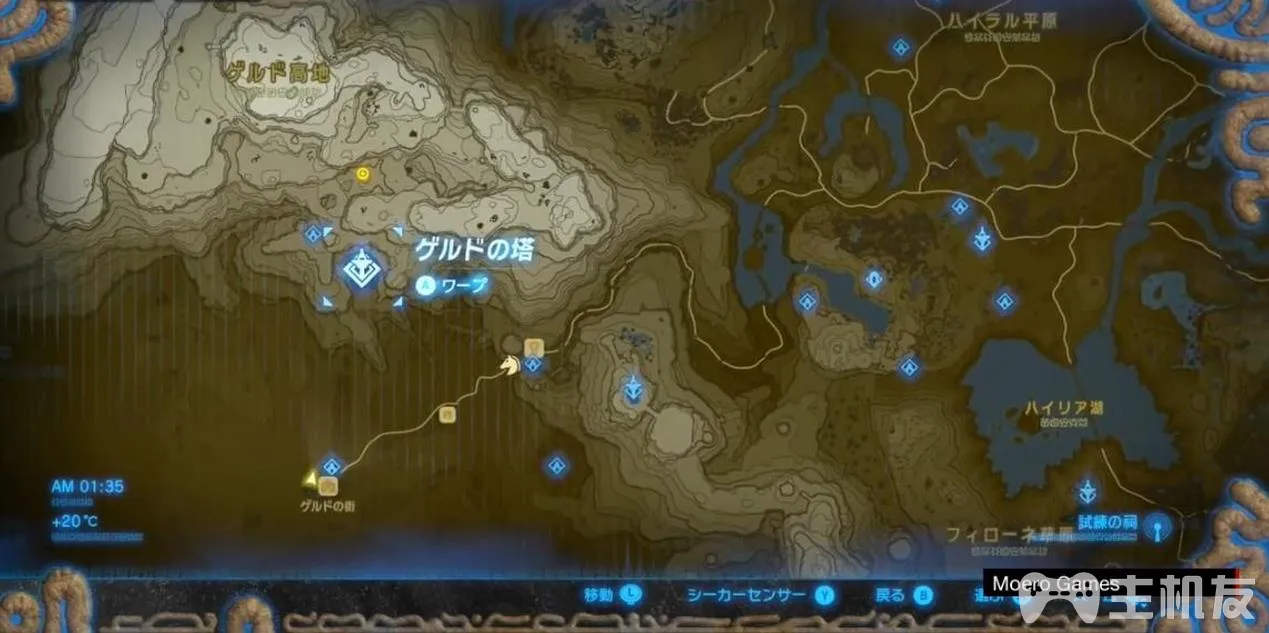 ハイラル平原
ゲルド高地
ゲルドの塔
A ワープ
ハイリア湖
AM 01:35
+20℃
ゲルドの街
フィローネ草原
試練の祠
移動 L
シーカーセンサー Y
戻る B
Moero Games
主机友